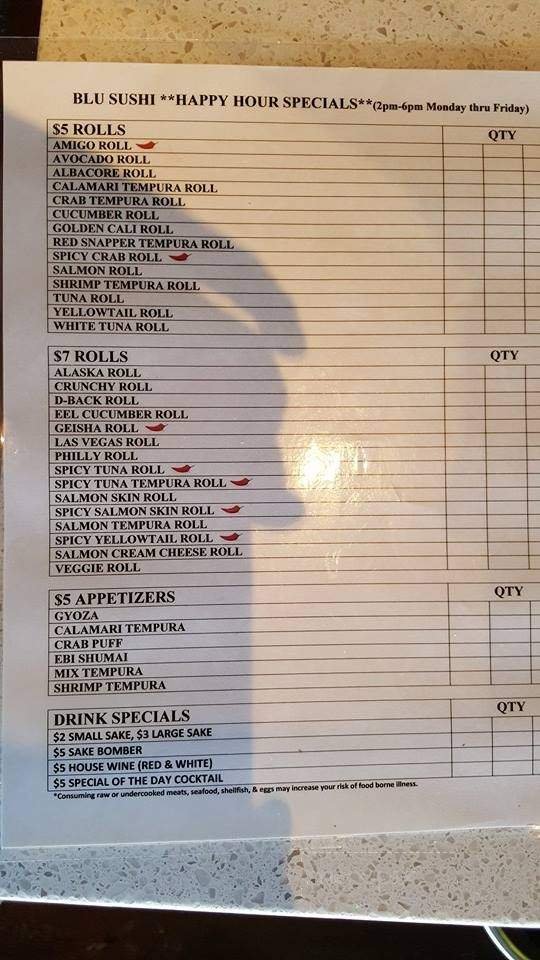 BLU SUSHI **HAPPY HOUR SPECIALS**(2pm-6pm Monday thru Friday)
$5 ROLLS QTY
AMIGO ROLL
AVOCADO ROLL
ALBACORE ROLL
CALAMARI TEMPURA ROLL
CRAB TEMPURA ROLL
CUCUMBER ROLL
GOLDEN CALI ROLL
RED SNAPPER TEMPURA ROLL
SPICY CRAB ROLL
SALMON ROLL
SHRIMP TEMPURA ROLL
TUNA ROLL
YELLOWTAIL ROLL
WHITE TUNA ROLL
$7 ROLLS QTY
ALASKA ROLL
CRUNCHY ROLL
D-BACK ROLL
EEL CUCUMBER ROLL
GEISHA ROLL
LAS VEGAS ROLL
PHILLY ROLL
SPICY TUNA ROLL
SPICY TUNA TEMPURA ROLL
SALMON SKIN ROLL
SPICY SALMON SKIN ROLL
SALMON TEMPURA ROLL
SPICY YELLOWTAIL ROLL
SALMON CREAM CHEESE ROLL
VEGGIE ROLL
$5 APPETIZERS QTY
GYOZA
CALAMARI TEMPURA
CRAB PUFF
EBI SHUMAI
MIX TEMPURA
SHRIMP TEMPURA
DRINK SPECIALS QTY
$2 SMALL SAKE, $3 LARGE SAKE
$5 SAKE BOMBER
$5 HOUSE WINE (RED & WHITE)
$5 SPECIAL OF THE DAY COCKTAIL
*Consuming raw or undercooked meats, seafood, shellfish, & eggs may increase your risk of food borne illness.